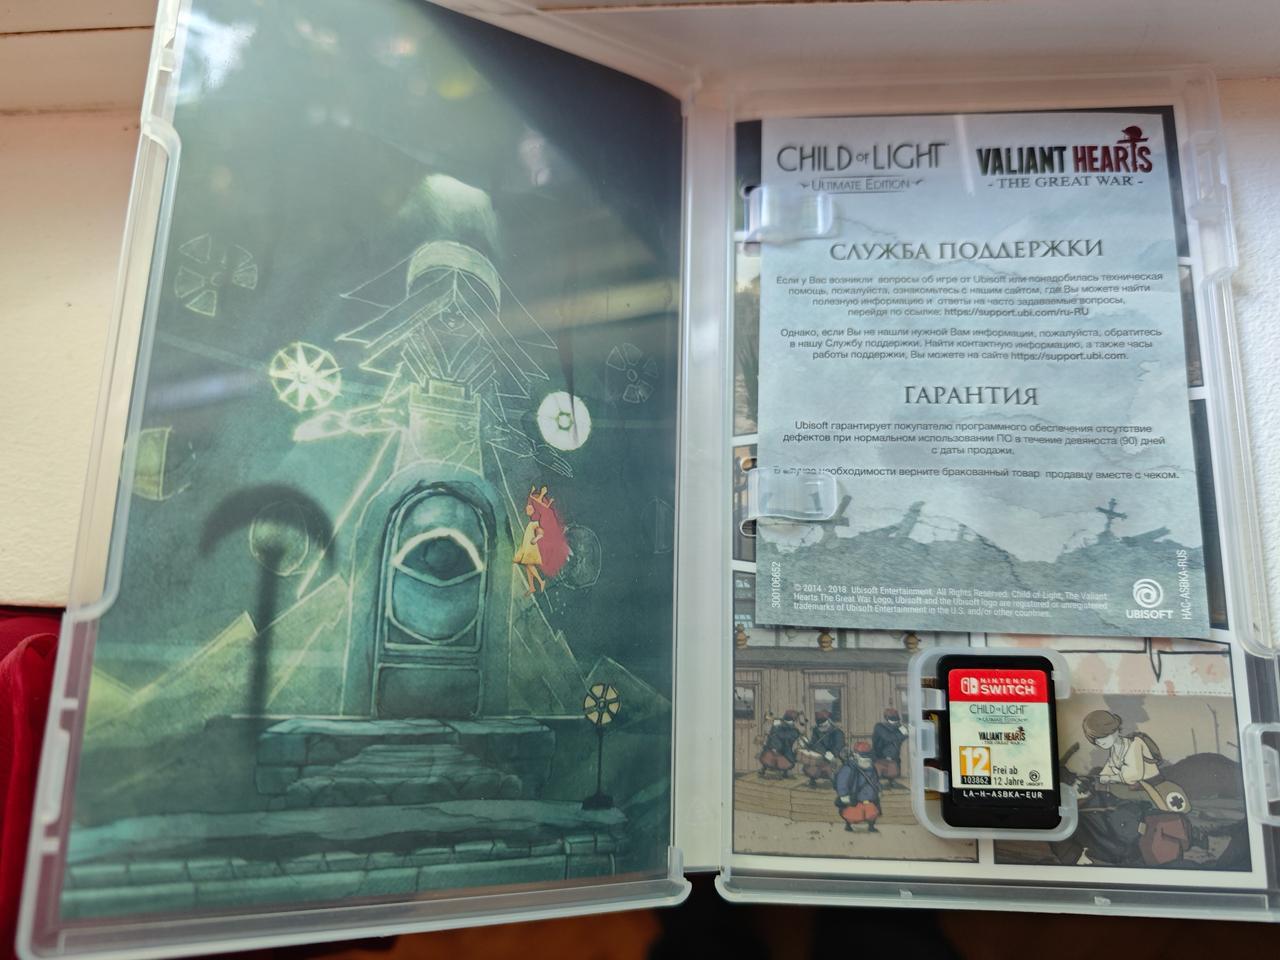 CHILD of LIGHT
ULTIMATE EDITION
VALIANT HEARTS
- THE GREAT WAR -
СЛУЖБА ПОДДЕРЖКИ
Если у Вас возникли вопросы об игре от Ubisoft или понадобилась техническая
помощь, пожалуйста, ознакомьтесь с нашим сайтом, где Вы можете найти
полезную информацию и ответы на часто задаваемые вопросы,
перейдя по ссылке: https://support.ubi.com/ru-RU
Однако, если Вы не нашли нужной Вам информации, пожалуйста, обратитесь
в нашу Службу поддержки. Найти контактную информацию, а также часы
работы поддержки, Вы можете на сайте https://support.ubi.com.
ГАРАНТИЯ
Ubisoft гарантирует покупателю программного обеспечения отсутствие
дефектов при нормальном использовании ПО в течение девяноста (90) дней
с даты продажи.
В случае необходимости верните бракованный товар продавцу вместе с чеком.
300106652
© 2014 - 2018 Ubisoft Entertainment. All Rights Reserved. Child of Light, The Valiant
Hearts The Great War Logo, Ubisoft and the Ubisoft logo are registered or unregistered
trademarks of Ubisoft Entertainment in the U.S. and/or other countries.
UBISOFT
HAC-ASBKA-RUS
NINTENDO
SWITCH
CHILD of LIGHT
ULTIMATE EDITION
VALIANT HEARTS
- THE GREAT WAR -
12
103862
Frei ab
12 Jahre
UBISOFT
LA-H-ASBKA-EUR